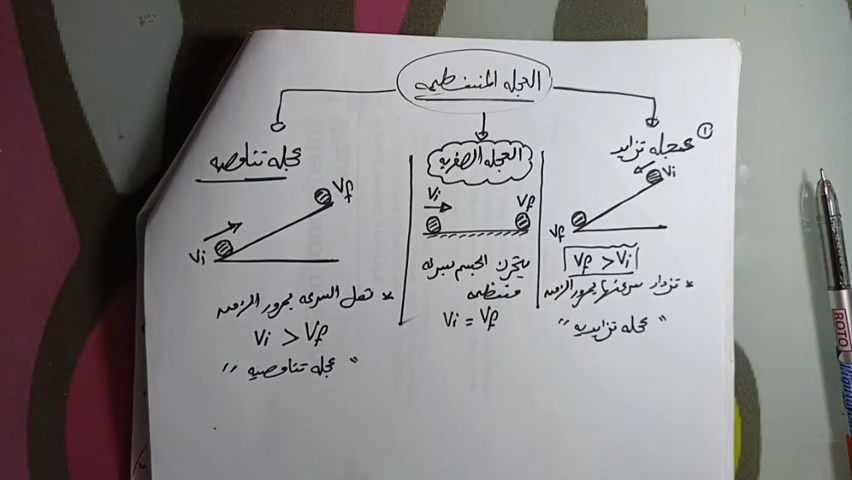 العجله المنتظمه
① عجله تزايد
Vi
Vf
Vf > Vi
* تزداد سرعتها بمرور الزمن
" عجله تزايديه "
العجله الصفريه
Vi
Vf
يتحرك الجسم بسرعه
منتظمه
Vi = Vf
عجله تناقصيه
Vf
Vi
* تقل السرعه بمرور الزمن
Vi > Vf
" عجله تناقصيه "
ROTO